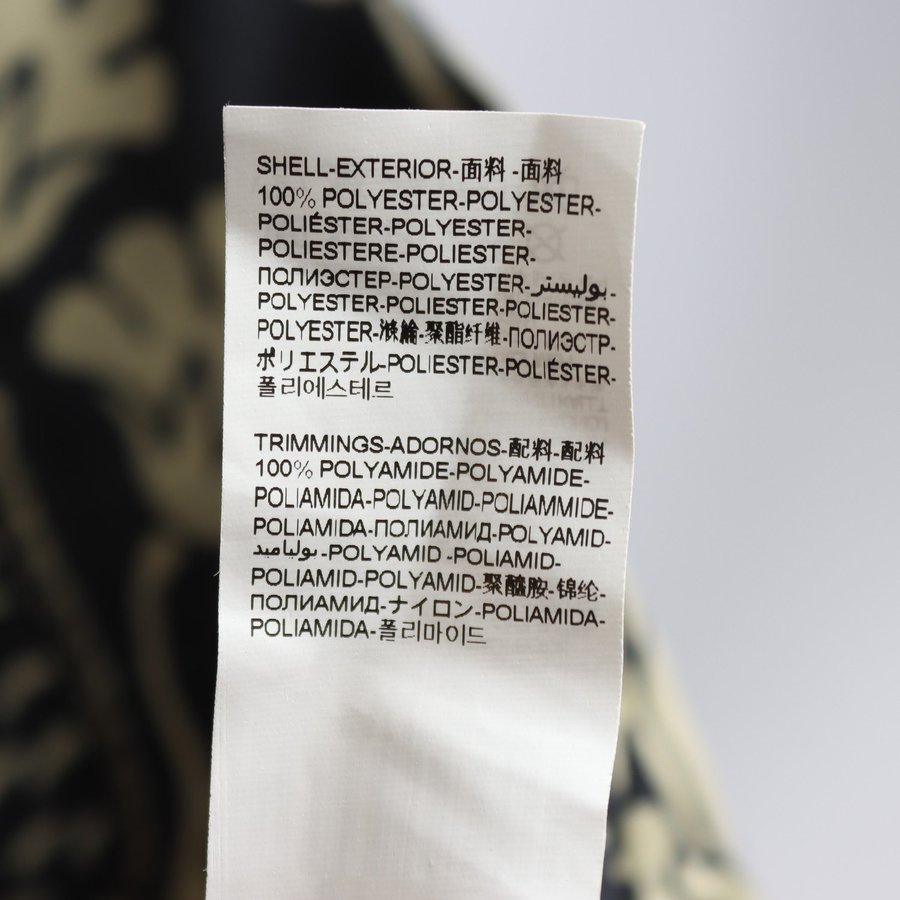 SHELL-EXTERIOR-面料-面料
100% POLYESTER-POLYESTER-
POLIÉSTER-POLYESTER-
POLIESTERE-POLIESTER-
ПОЛИЭСТЕР-POLYESTER-بوليستر-
POLYESTER-POLIESTER-POLIESTER-
POLYESTER-滌綸-聚酯纤维-ПОЛИЭСТР-
ポリエステル-POLIESTER-POLIÉSTER-
폴리에스테르
TRIMMINGS-ADORNOS-配料-配料
100% POLYAMIDE-POLYAMIDE-
POLIAMIDA-POLYAMID-POLIAMMIDE-
POLIAMIDA-ПОЛИАМИД-POLYAMID-
بولياميد-POLYAMID-POLIAMID-
POLIAMID-POLYAMID-聚醯胺-锦纶-
ПОЛИАМИД-ナイロン-POLIAMIDA-
POLIAMIDA-폴리마이드